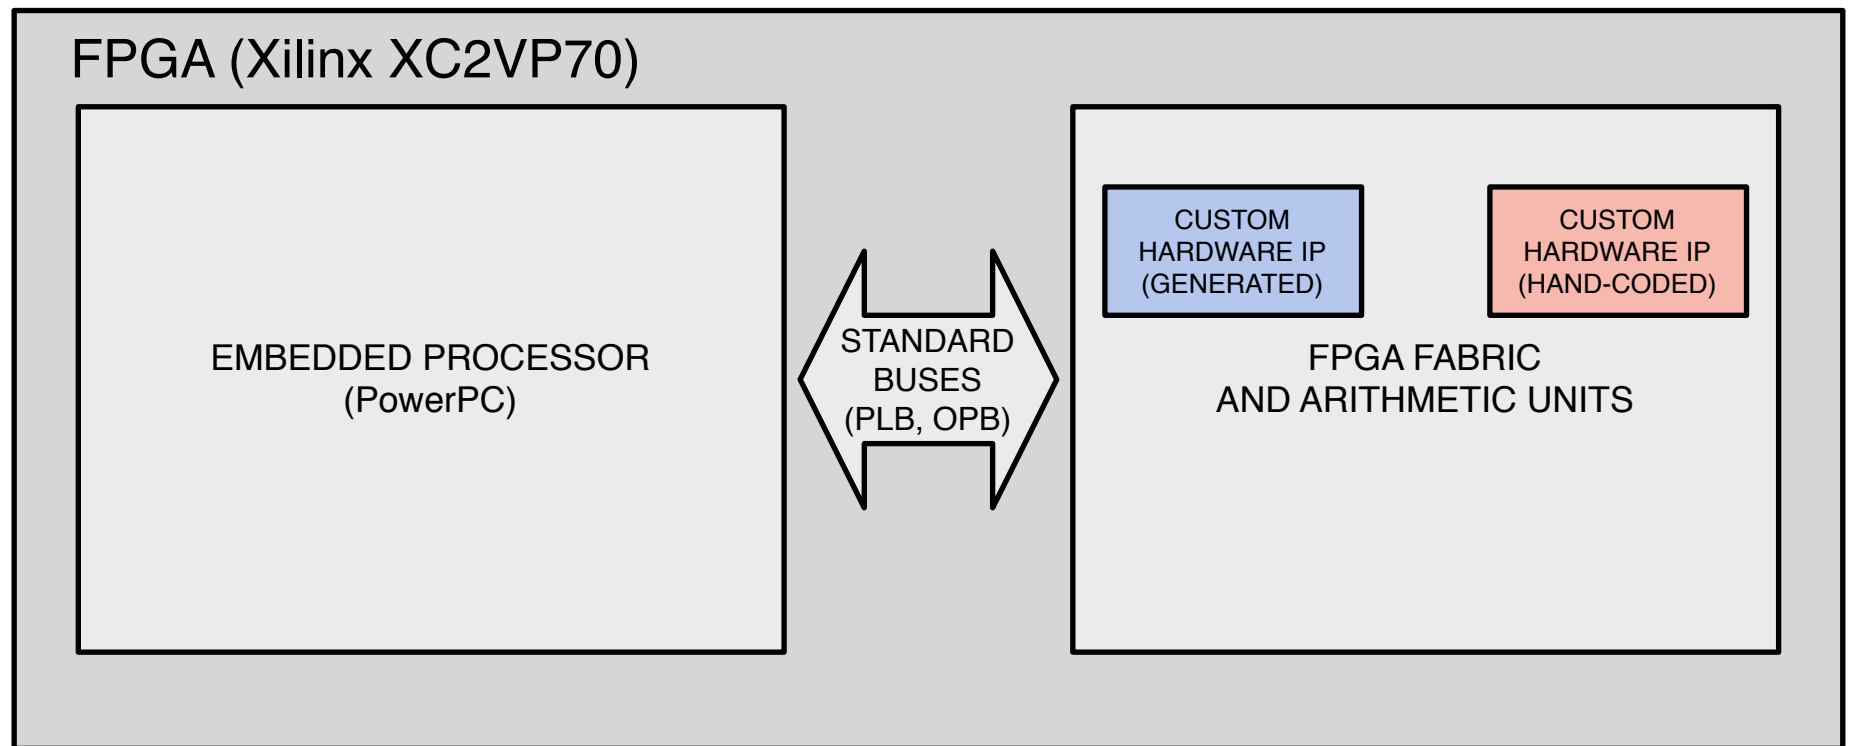 FPGA (Xilinx XC2VP70)
EMBEDDED PROCESSOR
(PowerPC)
STANDARD
BUSES
(PLB, OPB)
CUSTOM
HARDWARE IP
(GENERATED)
CUSTOM
HARDWARE IP
(HAND-CODED)
FPGA FABRIC
AND ARITHMETIC UNITS